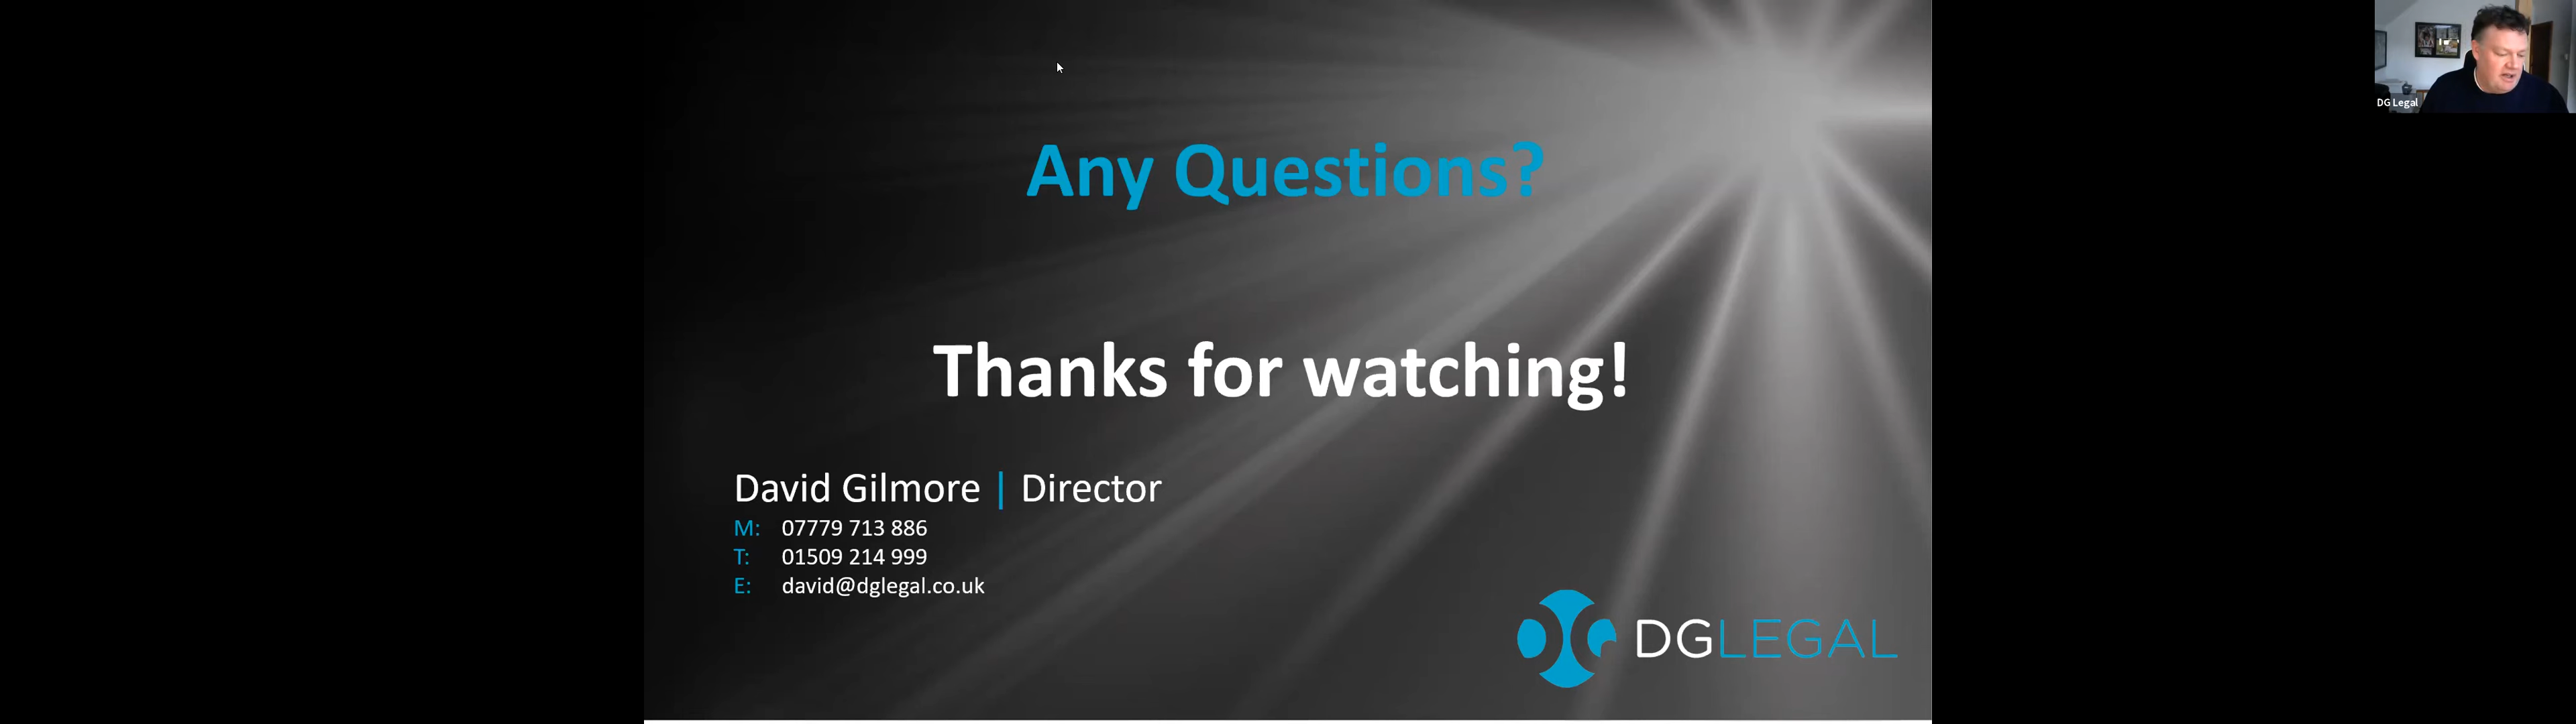 Any Questions?
Thanks for watching!
David Gilmore | Director
M: 07779 713 886
T: 01509 214 999
E: david@dglegal.co.uk
DGLEGAL
DG Legal